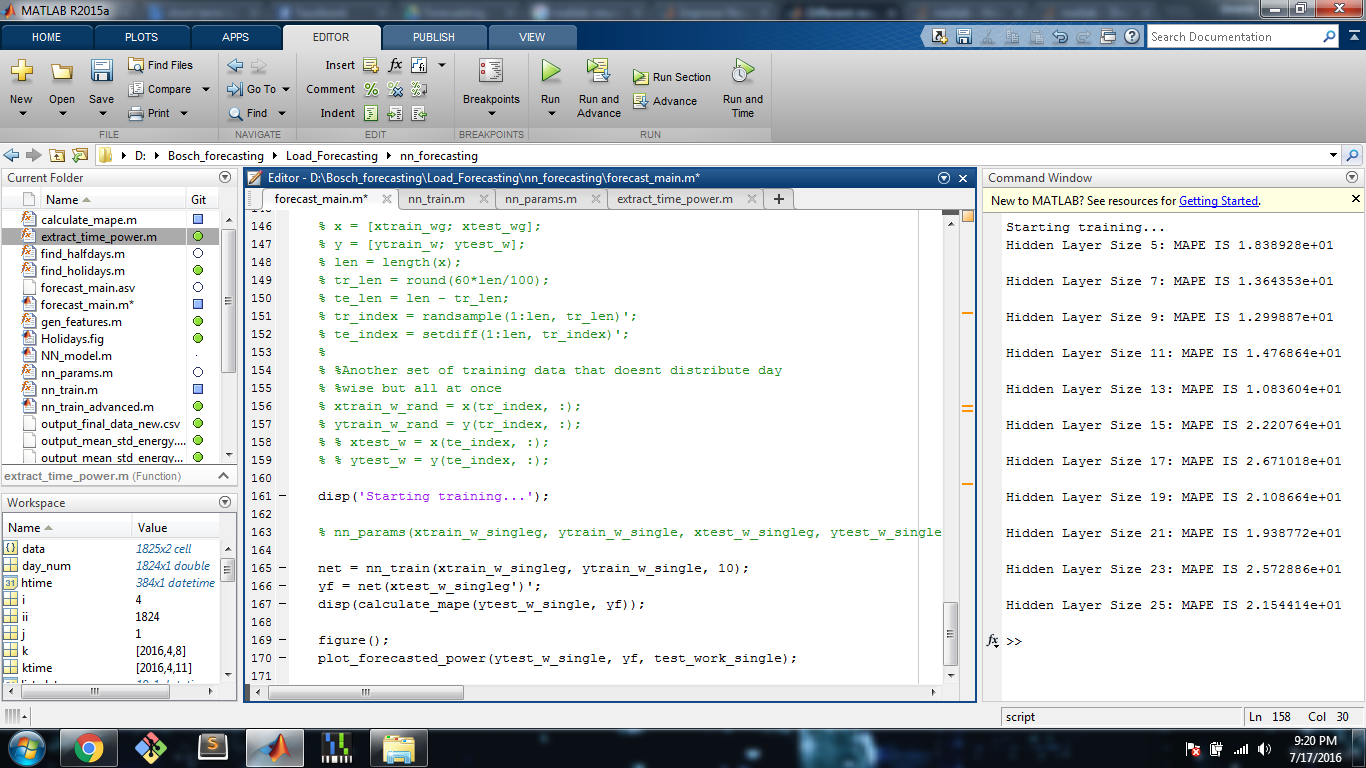 MATLAB R2015a
HOME PLOTS APPS EDITOR PUBLISH VIEW
Search Documentation
New Open Save Find Files Compare Print
FILE
Go To Find
NAVIGATE
Insert fx
Comment
Indent
EDIT
Breakpoints
BREAKPOINTS
Run Run and Advance Run Section Advance Run and Time
RUN
D: Bosch_forecasting Load_Forecasting nn_forecasting
Current Folder
Name Git
calculate_mape.m
extract_time_power.m
find_halfdays.m
find_holidays.m
forecast_main.asv
forecast_main.m*
gen_features.m
Holidays.fig
NN_model.m
nn_params.m
nn_train.m
nn_train_advanced.m
output_final_data_new.csv
output_mean_std_energy....
output_mean_std_energy....
extract_time_power.m (Function)
Workspace
Name Value
data 1825x2 cell
day_num 1824x1 double
htime 384x1 datetime
i 4
ii 1824
j 1
k [2016,4,8]
ktime [2016,4,11]
Editor - D:\Bosch_forecasting\Load_Forecasting\nn_forecasting\forecast_main.m*
forecast_main.m* nn_train.m nn_params.m extract_time_power.m +
146 % x = [xtrain_wg; xtest_wg];
147 % y = [ytrain_w; ytest_w];
148 % len = length(x);
149 % tr_len = round(60*len/100);
150 % te_len = len - tr_len;
151 % tr_index = randsample(1:len, tr_len)';
152 % te_index = setdiff(1:len, tr_index)';
153 %
154 % %Another set of training data that doesnt distribute day
155 % %wise but all at once
156 % xtrain_w_rand = x(tr_index, :);
157 % ytrain_w_rand = y(tr_index, :);
158 % % xtest_w = x(te_index, :);
159 % % ytest_w = y(te_index, :);
160
161 – disp('Starting training...');
162
163 % nn_params(xtrain_w_singleg, ytrain_w_single, xtest_w_singleg, ytest_w_single
164
165 – net = nn_train(xtrain_w_singleg, ytrain_w_single, 10);
166 – yf = net(xtest_w_singleg')';
167 – disp(calculate_mape(ytest_w_single, yf));
168
169 – figure();
170 – plot_forecasted_power(ytest_w_single, yf, test_work_single);
171
Command Window
New to MATLAB? See resources for Getting Started.
Starting training...
Hidden Layer Size 5: MAPE IS 1.838928e+01
Hidden Layer Size 7: MAPE IS 1.364353e+01
Hidden Layer Size 9: MAPE IS 1.299887e+01
Hidden Layer Size 11: MAPE IS 1.476864e+01
Hidden Layer Size 13: MAPE IS 1.083604e+01
Hidden Layer Size 15: MAPE IS 2.220764e+01
Hidden Layer Size 17: MAPE IS 2.671018e+01
Hidden Layer Size 19: MAPE IS 2.108664e+01
Hidden Layer Size 21: MAPE IS 1.938772e+01
Hidden Layer Size 23: MAPE IS 2.572886e+01
Hidden Layer Size 25: MAPE IS 2.154414e+01
fx >>
script Ln 158 Col 30
9:20 PM
7/17/2016